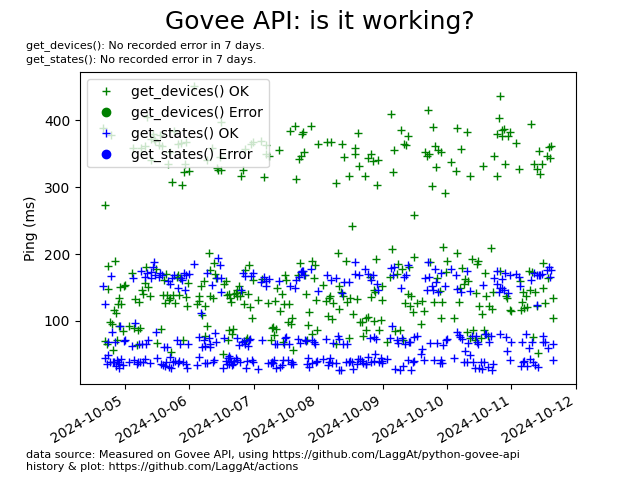 Govee API: is it working?
get_devices(): No recorded error in 7 days.
get_states(): No recorded error in 7 days.
get_devices() OK
get_devices() Error
get_states() OK
get_states() Error
Ping (ms)
400
300
200
100
2024-10-05
2024-10-06
2024-10-07
2024-10-08
2024-10-09
2024-10-10
2024-10-11
2024-10-12
data source: Measured on Govee API, using https://github.com/LaggAt/python-govee-api
history & plot: https://github.com/LaggAt/actions